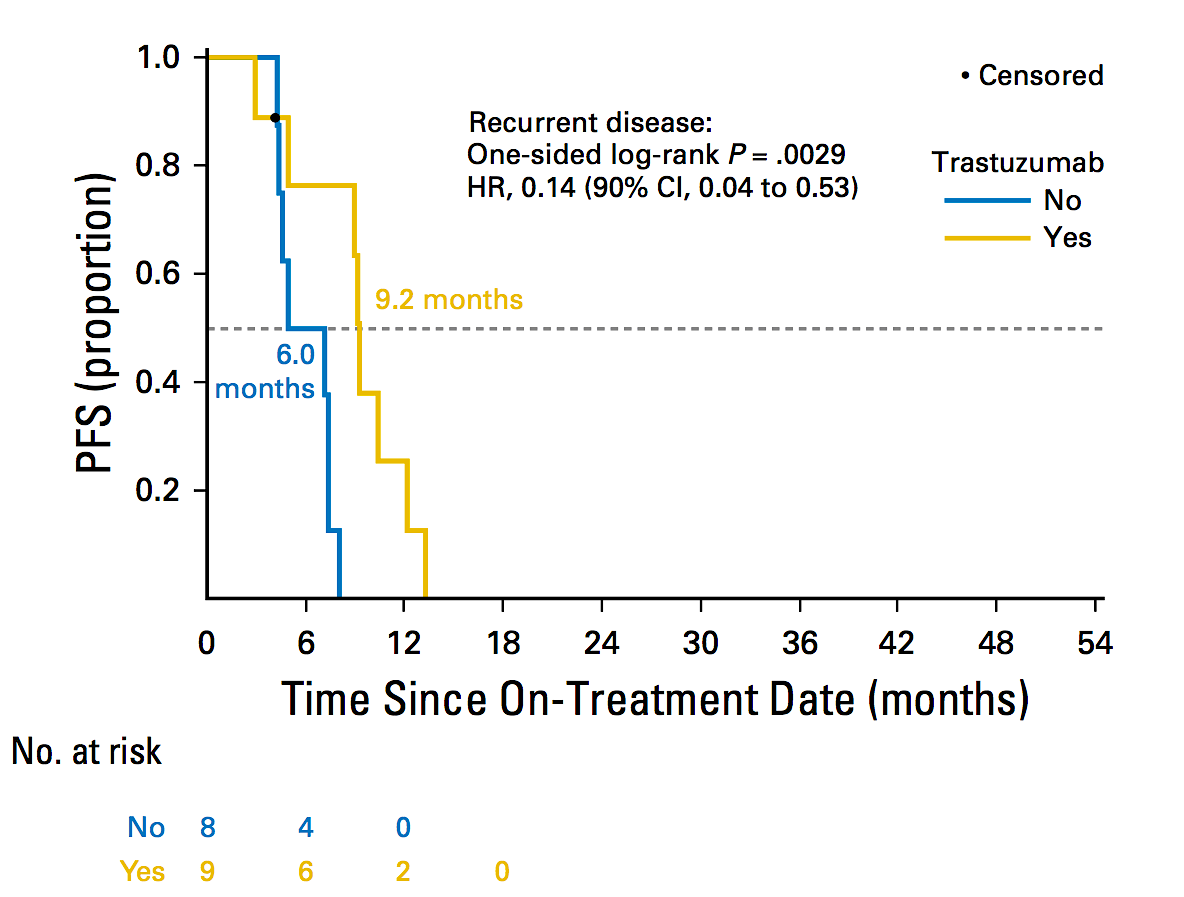 1.0
0.8
0.6
0.4
0.2
PFS (proportion)
• Censored
Recurrent disease:
One-sided log-rank P = .0029
HR, 0.14 (90% CI, 0.04 to 0.53)
Trastuzumab
No
Yes
9.2 months
6.0
months
0 6 12 18 24 30 36 42 48 54
Time Since On-Treatment Date (months)
No. at risk
No 8 4 0
Yes 9 6 2 0